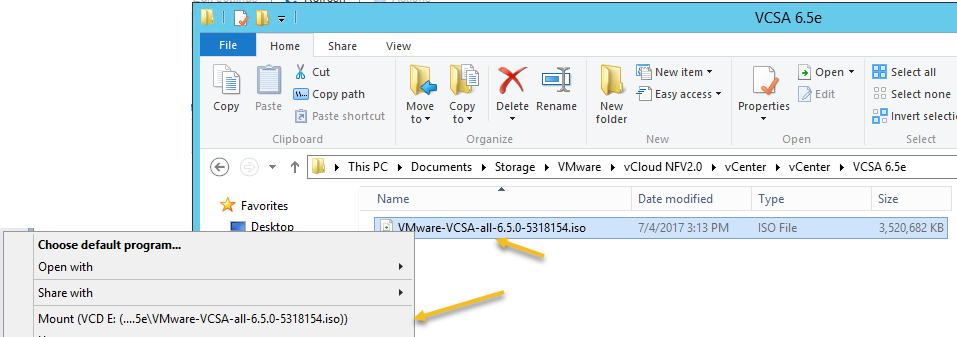 VCSA 6.5e
File Home Share View
Copy Paste Cut Copy path Paste shortcut
Move to Copy to Delete Rename New folder New item Easy access Properties Open Edit Select all Select none Invert selectio
Clipboard Organize New Open Select
This PC Documents Storage VMware vCloud NFV2.0 vCenter vCenter VCSA 6.5e
Name Date modified Type Size
Favorites
Desktop
VMware-VCSA-all-6.5.0-5318154.iso 7/4/2017 3:13 PM ISO File 3,520,682 KB
Choose default program...
Open with
Share with
Mount (VCD E: (....5e\VMware-VCSA-all-6.5.0-5318154.iso))